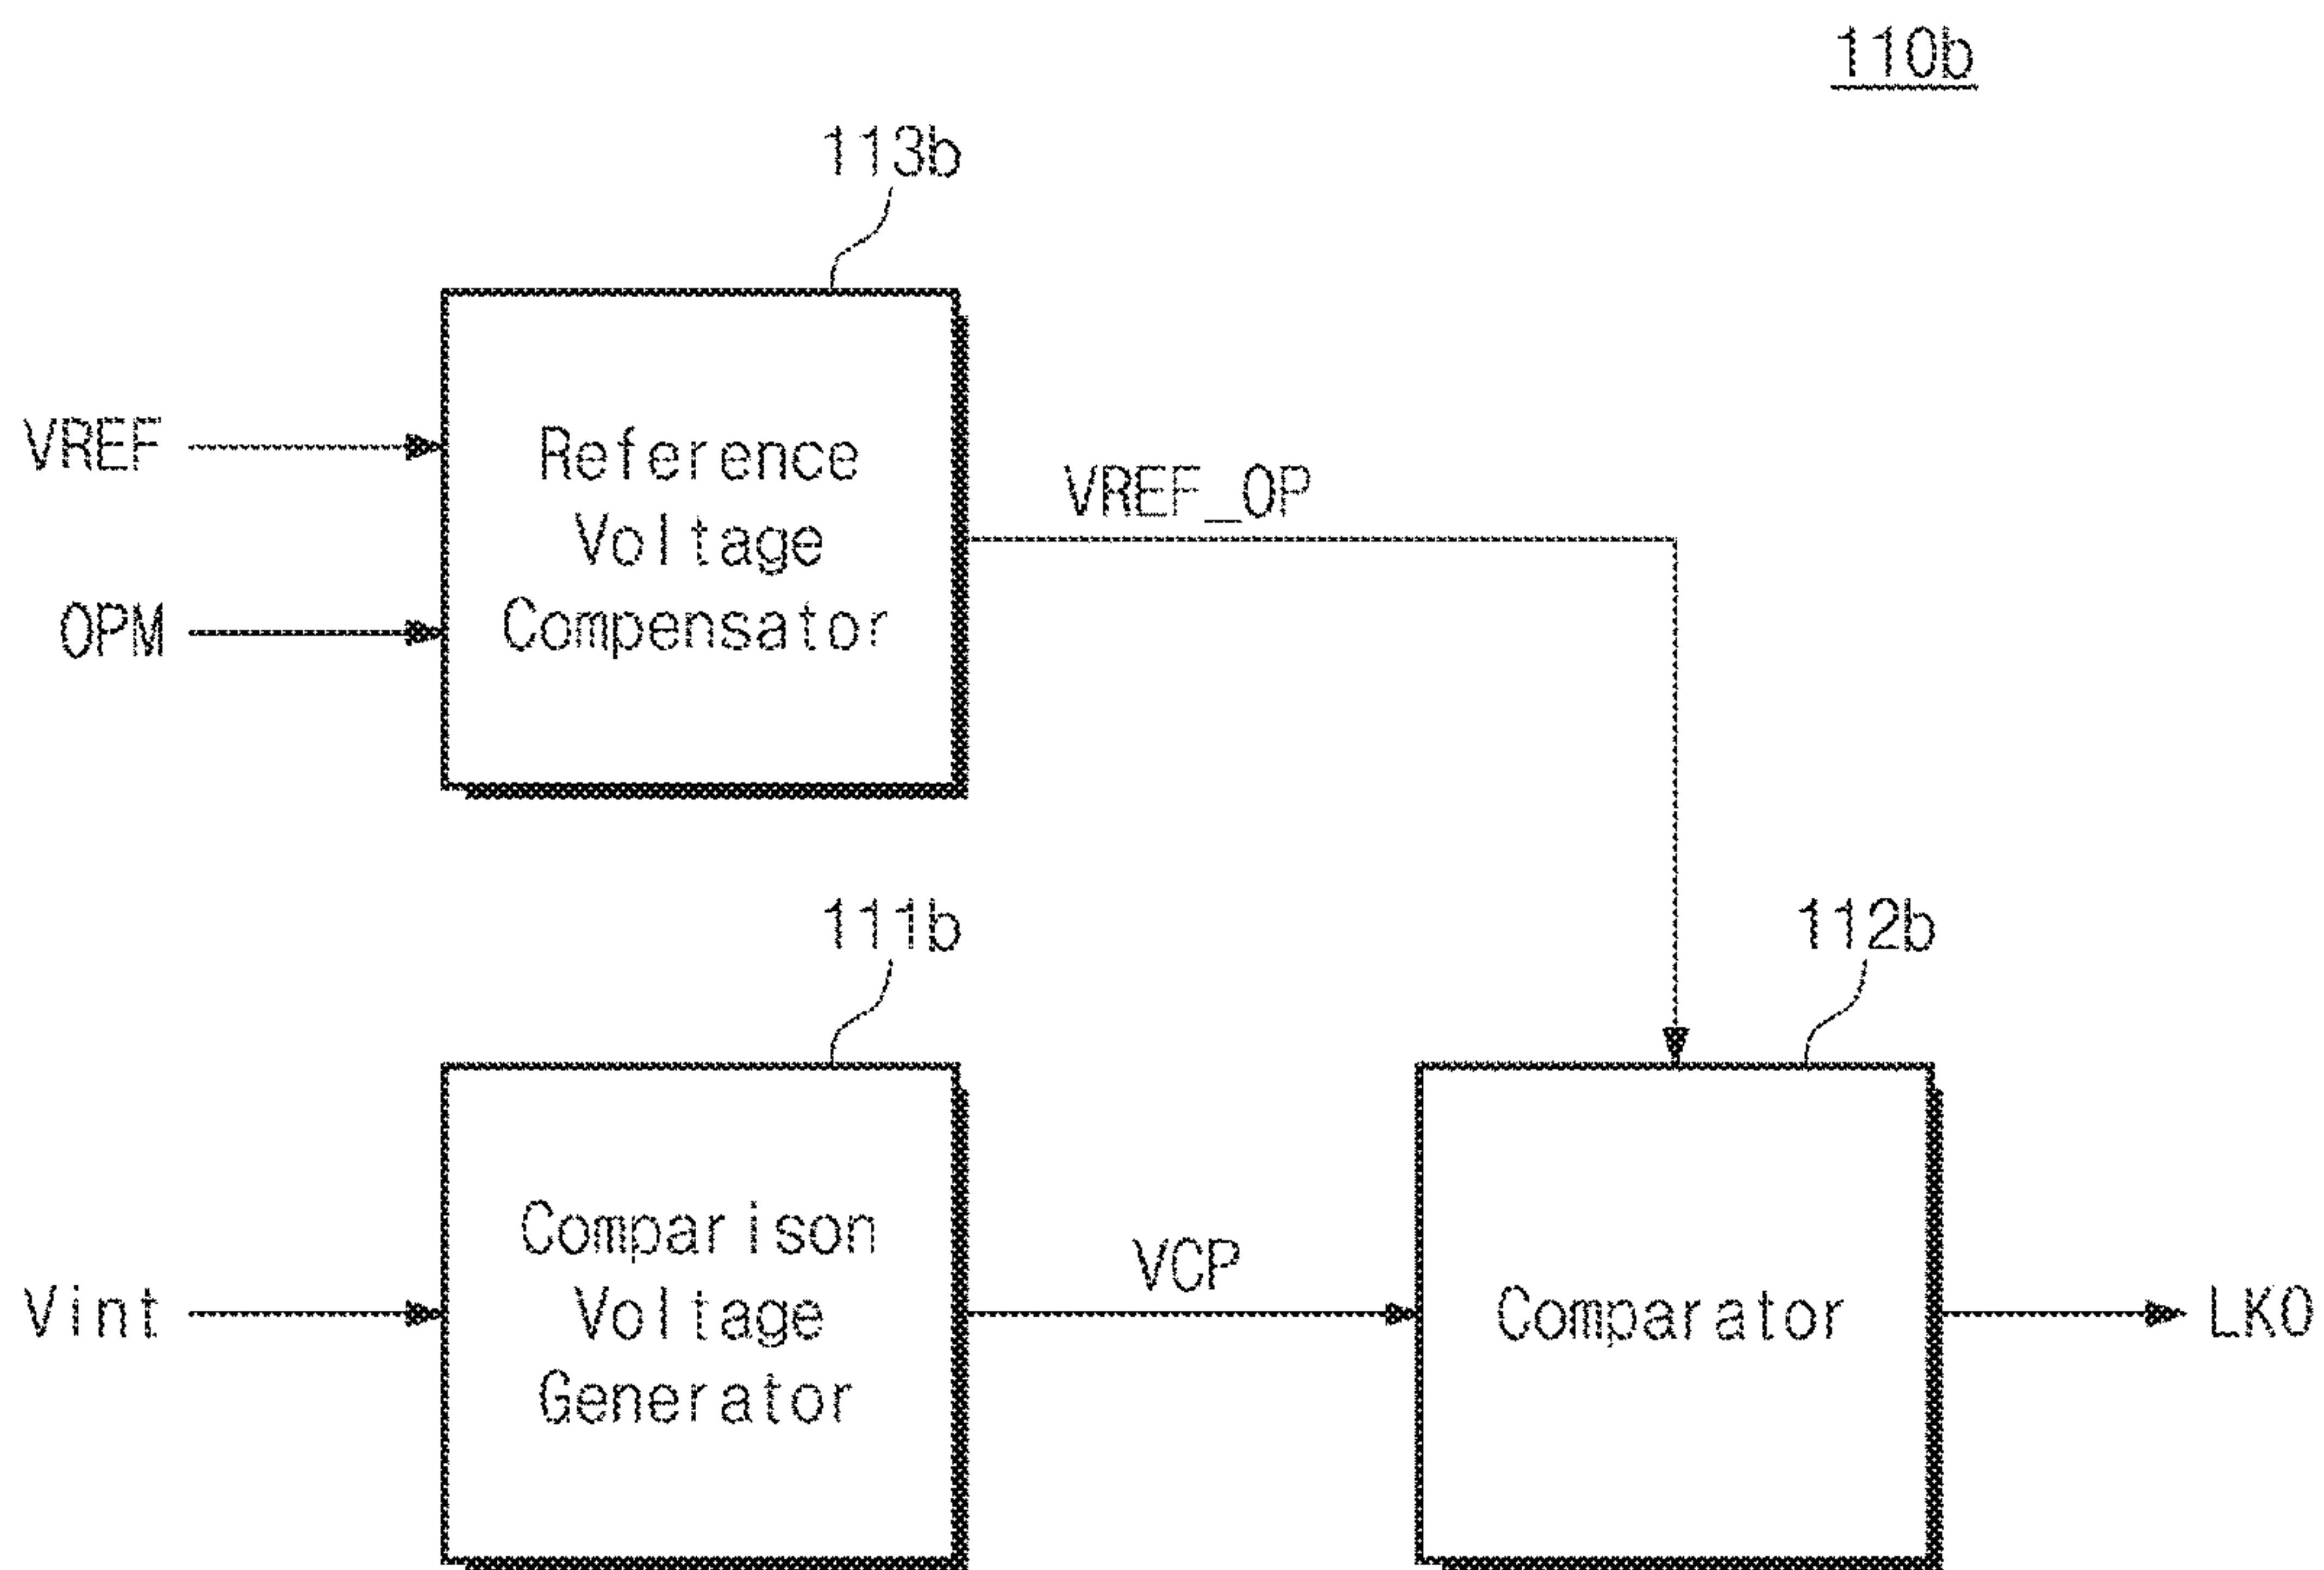 110b
113b
VREF
OPM
Reference
Voltage
Compensator
VREF_OP
111b
112b
Vint
Comparison
Voltage
Generator
VCP
Comparator
LKO